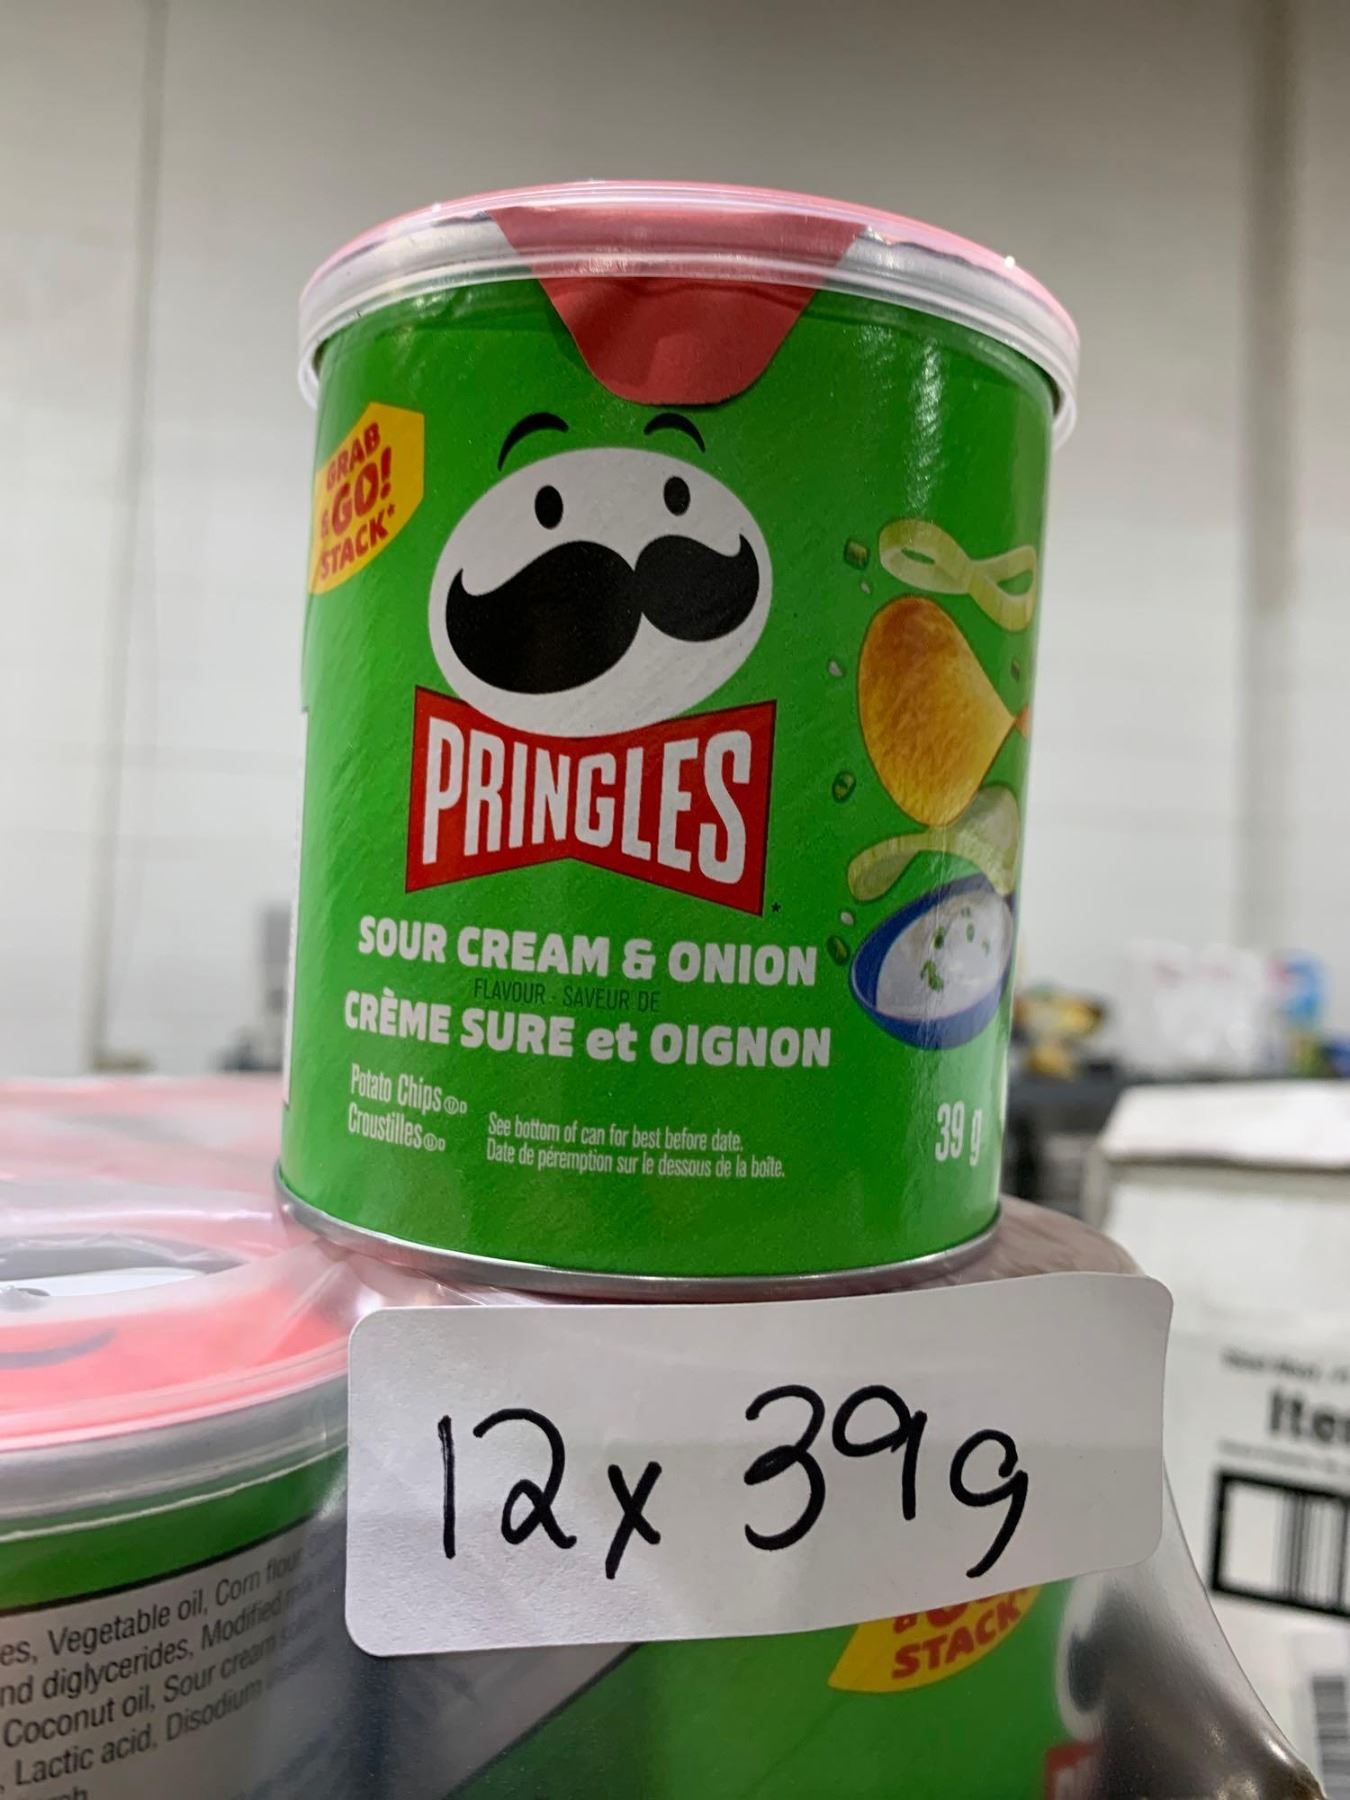 GRAB
&GO!
STACK*
PRINGLES
SOUR CREAM & ONION
FLAVOUR - SAVEUR DE
CRÈME SURE et OIGNON
Potato Chips
Croustilles
See bottom of can for best before date.
Date de péremption sur le dessous de la boîte.
39 g
12x 39g
STACK*
es, Vegetable oil, Corn flour
nd diglycerides, Modified
Coconut oil, Sour cream
, Lactic acid, Disodium